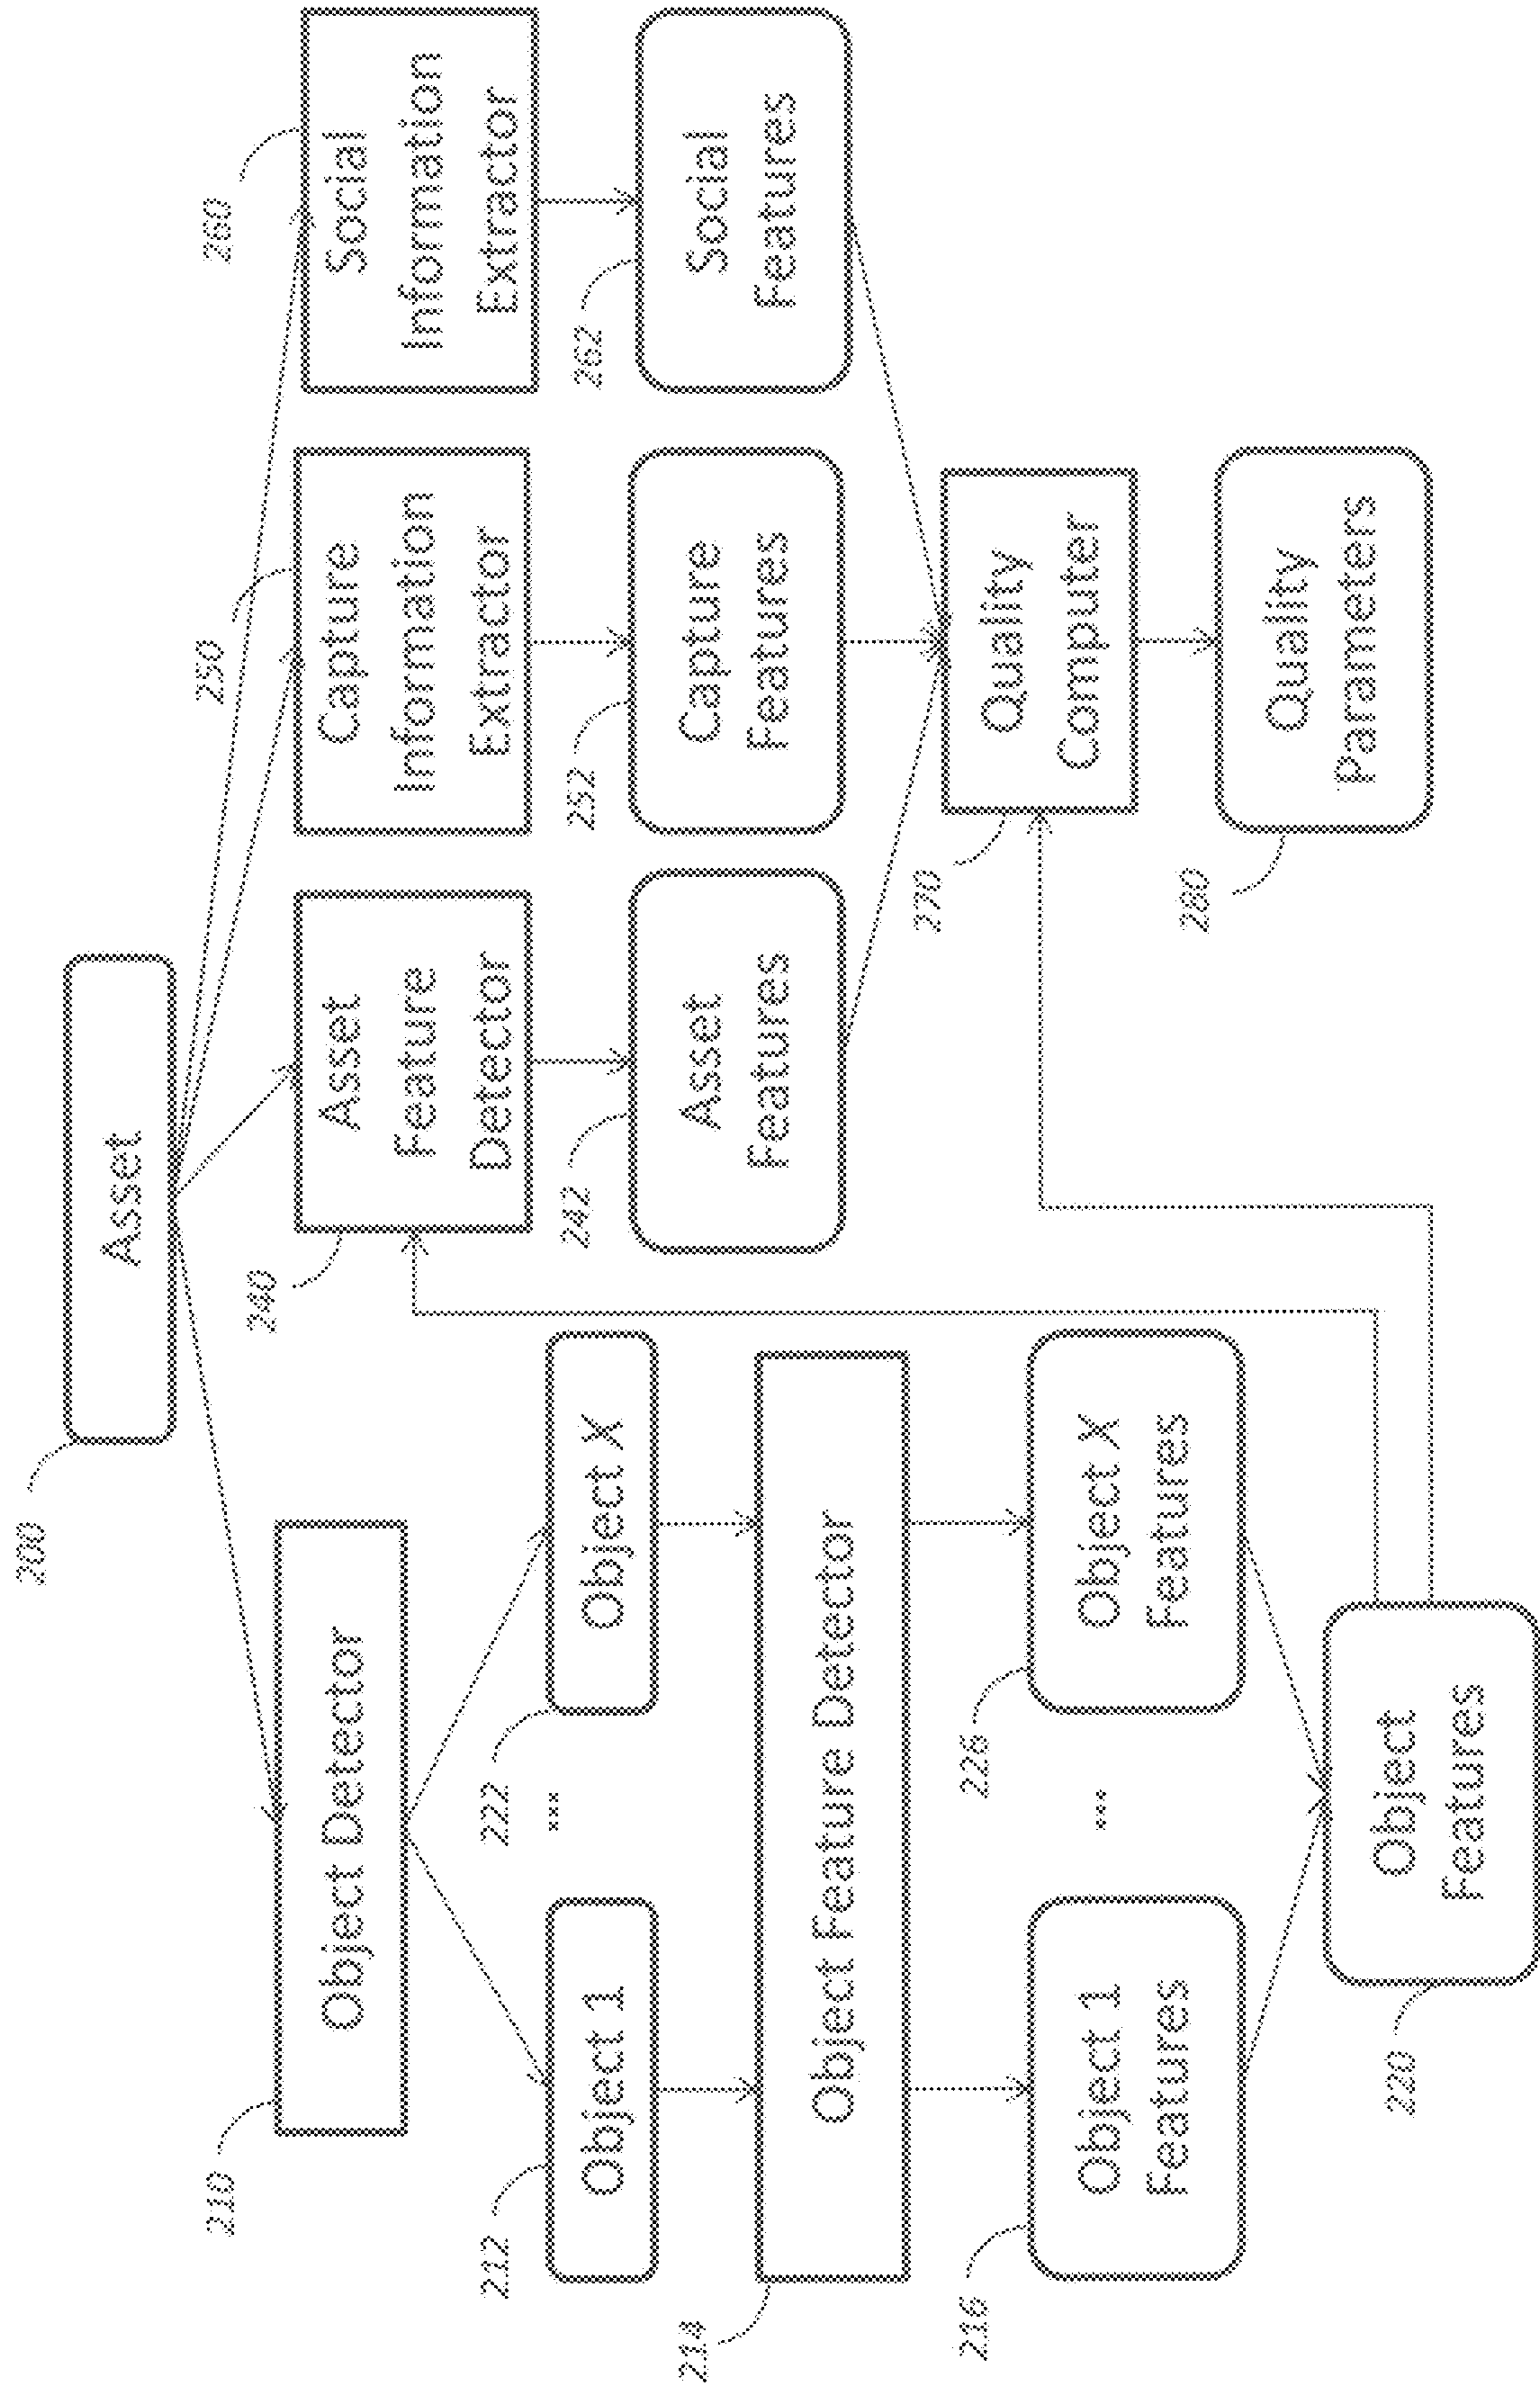 200
Asset
210
Object Detector
240
Asset
Feature
Detector
250
Capture
Information
Extractor
260
Social
Information
Extractor
212
Object 1
222
...
Object X
242
Asset
Features
252
Capture
Features
262
Social
Features
214
Object Feature Detector
216
Object 1
Features
...
226
Object X
Features
270
Quality
Computer
220
Object
Features
280
Quality
Parameters